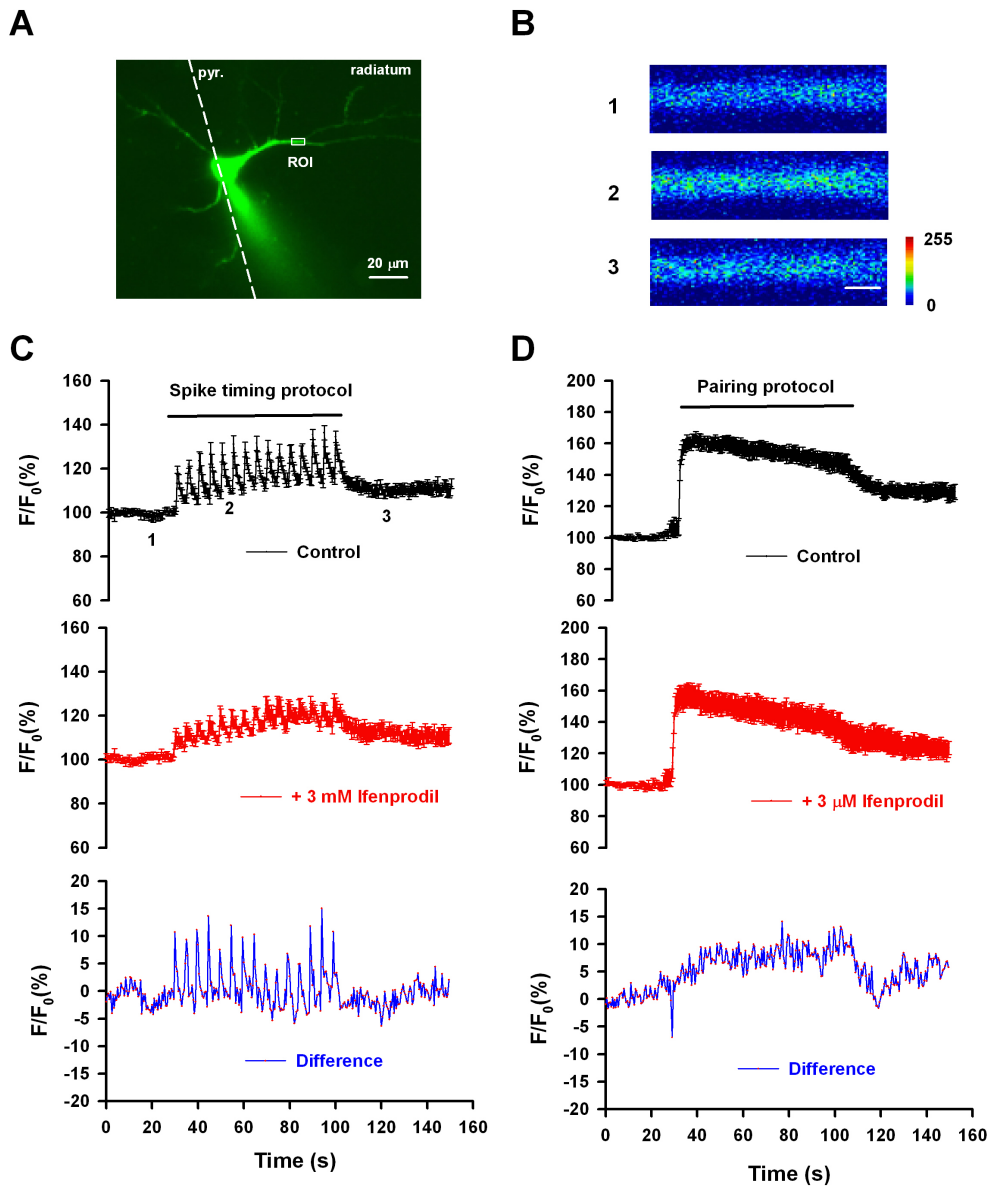 A
pyr.
radiatum
ROI
20 μm
B
1
2
3
255
0
C
160
140
120
100
80
60
F/F0(%)
Spike timing protocol
1
2
3
Control
160
140
120
100
80
60
F/F0(%)
+ 3 mM Ifenprodil
20
15
10
5
0
-5
-10
-15
-20
F/F0(%)
Difference
0 20 40 60 80 100 120 140 160
Time (s)
D
200
180
160
140
120
100
80
60
F/F0(%)
Pairing protocol
Control
200
180
160
140
120
100
80
60
F/F0(%)
+ 3 μM Ifenprodil
20
15
10
5
0
-5
-10
-15
-20
F/F0(%)
Difference
0 20 40 60 80 100 120 140 160
Time (s)